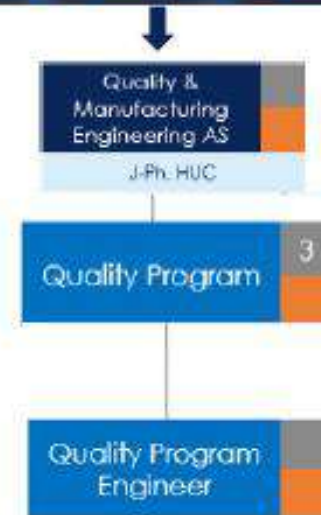 Quality &
Manufacturing
Engineering AS
J-Ph. HUC
Quality Program
3
Quality Program
Engineer